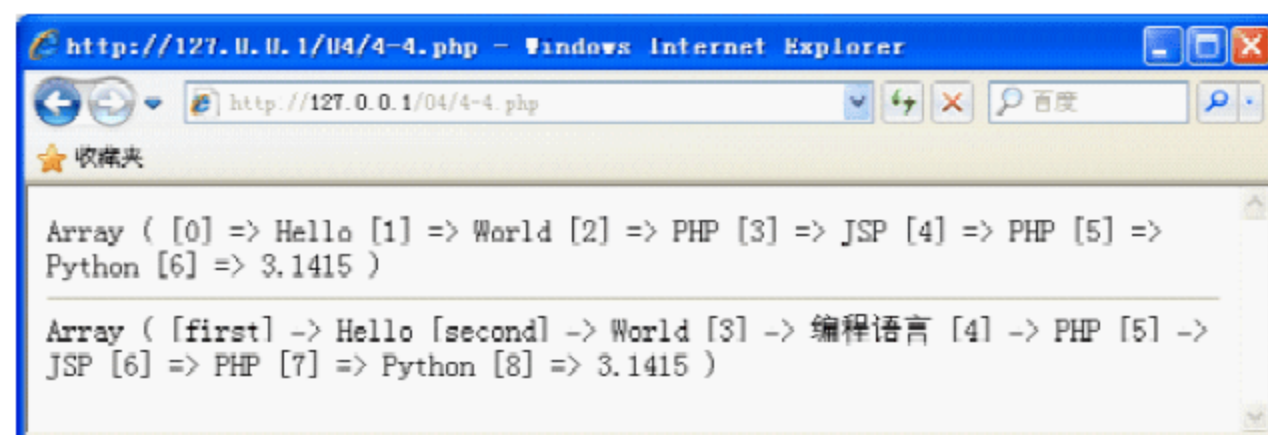 http://127.0.0.1/04/4-4.php - Windows Internet Explorer
http://127.0.0.1/04/4-4.php
百度
收藏夹
Array ( [0] => Hello [1] => World [2] => PHP [3] => JSP [4] => PHP [5] =>
Python [6] => 3.1415 )
Array ( [first] => Hello [second] => World [3] => 编程语言 [4] => PHP [5] =>
JSP [6] => PHP [7] => Python [8] => 3.1415 )